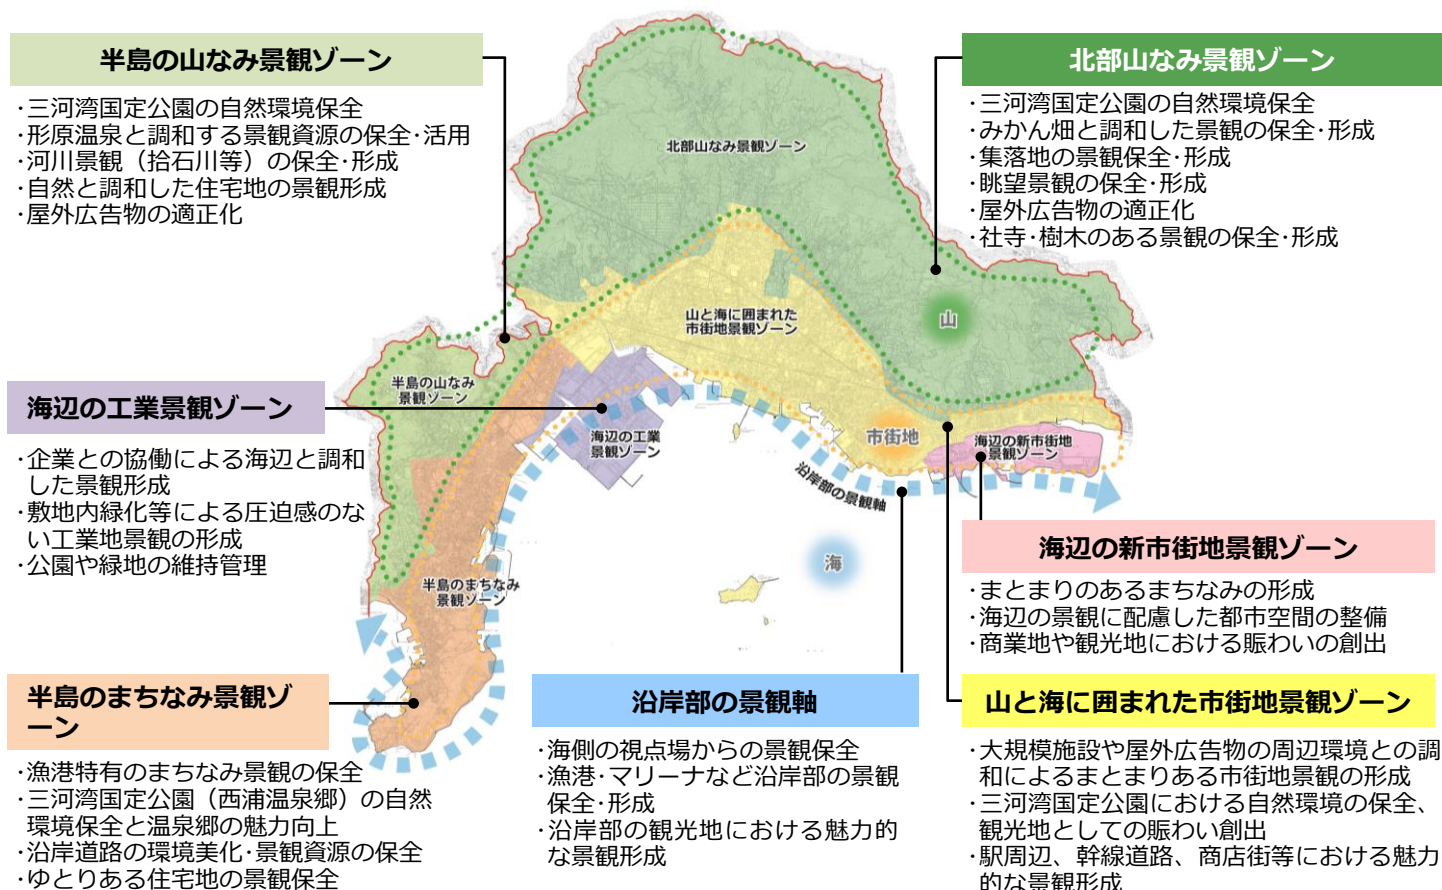 半島の山なみ景観ゾーン
・三河湾国定公園の自然環境保全
・形原温泉と調和する景観資源の保全・活用
・河川景観（拾石川等）の保全・形成
・自然と調和した住宅地の景観形成
・屋外広告物の適正化
北部山なみ景観ゾーン
・三河湾国定公園の自然環境保全
・みかん畑と調和した景観の保全・形成
・集落地の景観保全・形成
・眺望景観の保全・形成
・屋外広告物の適正化
・社寺・樹木のある景観の保全・形成
北部山なみ景観ゾーン
山と海に囲まれた
市街地景観ゾーン
山
半島の山なみ
景観ゾーン
海辺の工業
景観ゾーン
市街地
海辺の新市街地
景観ゾーン
沿岸部の景観軸
海
半島のまちなみ
景観ゾーン
海辺の工業景観ゾーン
・企業との協働による海辺と調和
した景観形成
・敷地内緑化等による圧迫感のな
い工業地景観の形成
・公園や緑地の維持管理
海辺の新市街地景観ゾーン
・まとまりのあるまちなみの形成
・海辺の景観に配慮した都市空間の整備
・商業地や観光地における賑わいの創出
半島のまちなみ景観ゾ
ーン
・漁港特有のまちなみ景観の保全
・三河湾国定公園（西浦温泉郷）の自然
環境保全と温泉郷の魅力向上
・沿岸道路の環境美化・景観資源の保全
・ゆとりある住宅地の景観保全
沿岸部の景観軸
・海側の視点場からの景観保全
・漁港・マリーナなど沿岸部の景観
保全・形成
・沿岸部の観光地における魅力的
な景観形成
山と海に囲まれた市街地景観ゾーン
・大規模施設や屋外広告物の周辺環境との調
和によるまとまりある市街地景観の形成
・三河湾国定公園における自然環境の保全、
観光地としての賑わい創出
・駅周辺、幹線道路、商店街等における魅力
的な景観形成